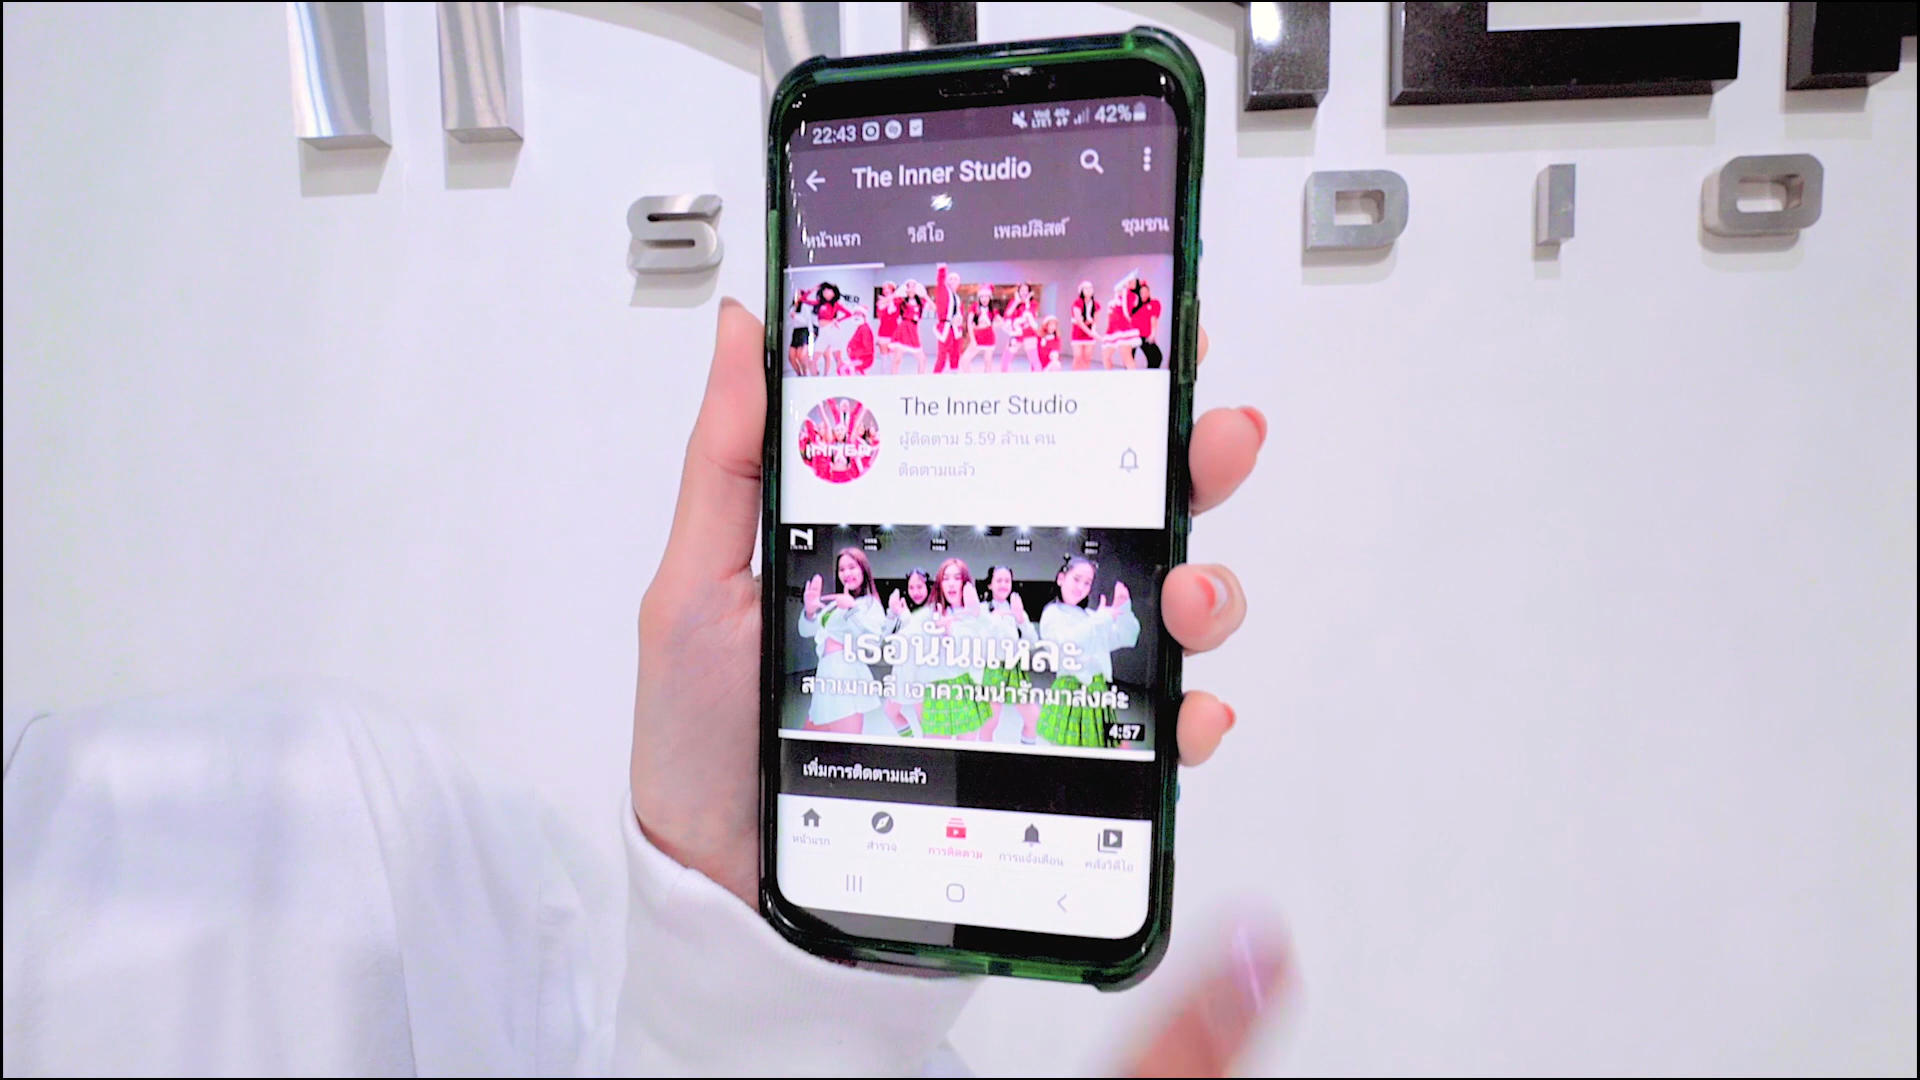 INNER
S DIO
22:43 42%
The Inner Studio
หน้าแรก วิดีโอ เพลย์ลิสต์ ชุมชน
The Inner Studio
ผู้ติดตาม 5.59 ล้าน คน
ติดตามแล้ว
เธอนั่นแหละ
สาวเมาคลี เอาความน่ารักมาส่งค่ะ
4:57
เพิ่มการติดตามแล้ว
หน้าแรก สำรวจ การติดตาม การแจ้งเตือน คลังวิดีโอ